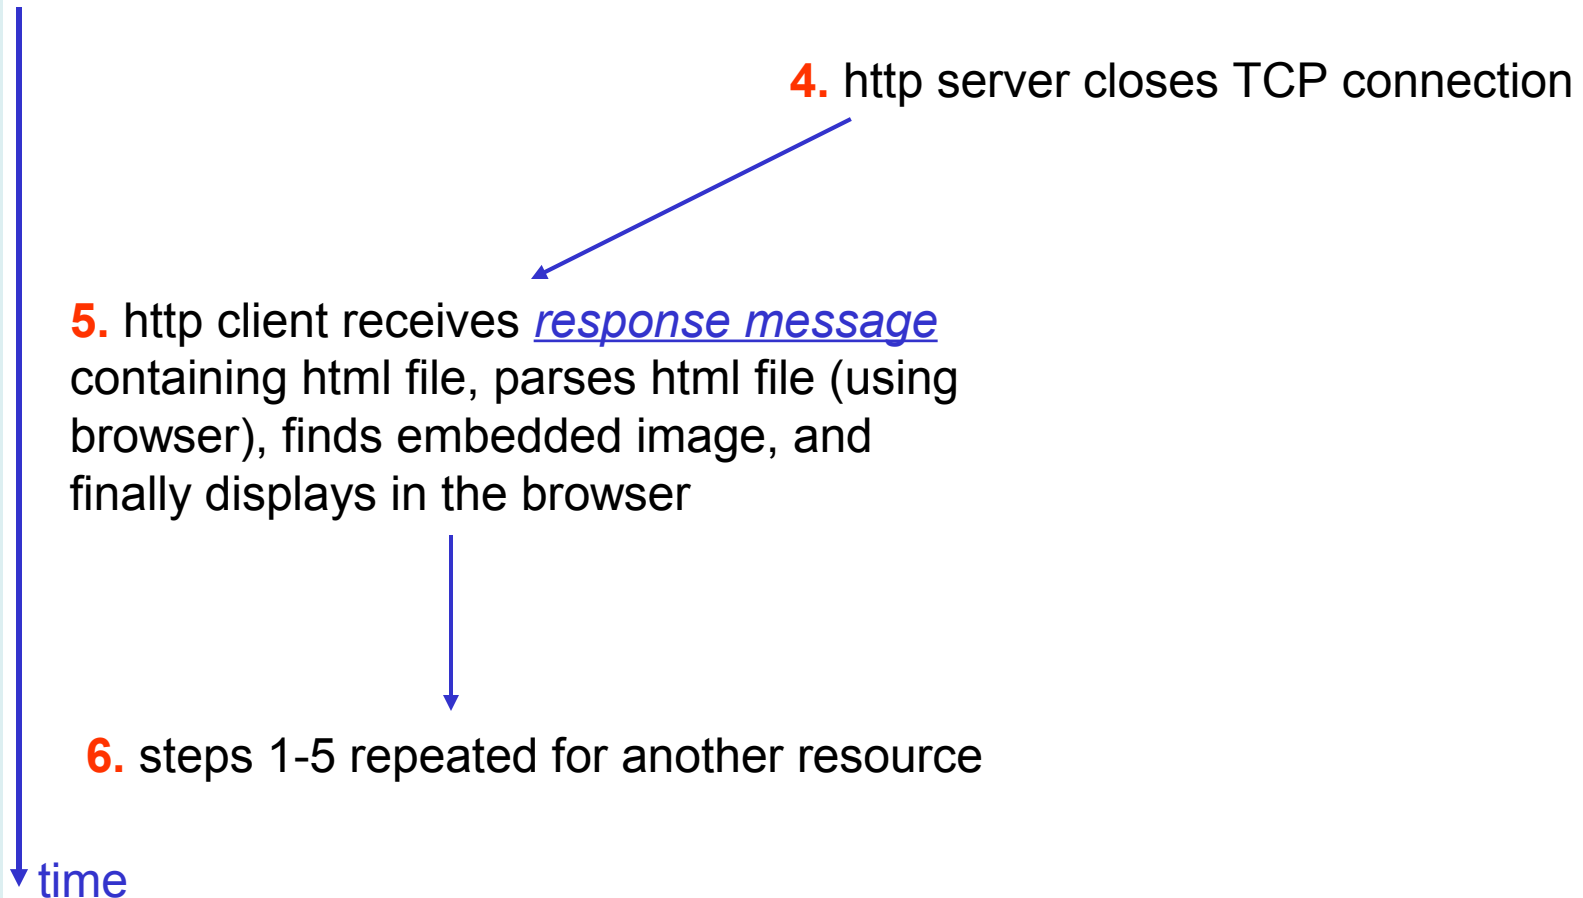 4. http server closes TCP connection
5. http client receives response message
containing html file, parses html file (using
browser), finds embedded image, and
finally displays in the browser
6. steps 1-5 repeated for another resource
time